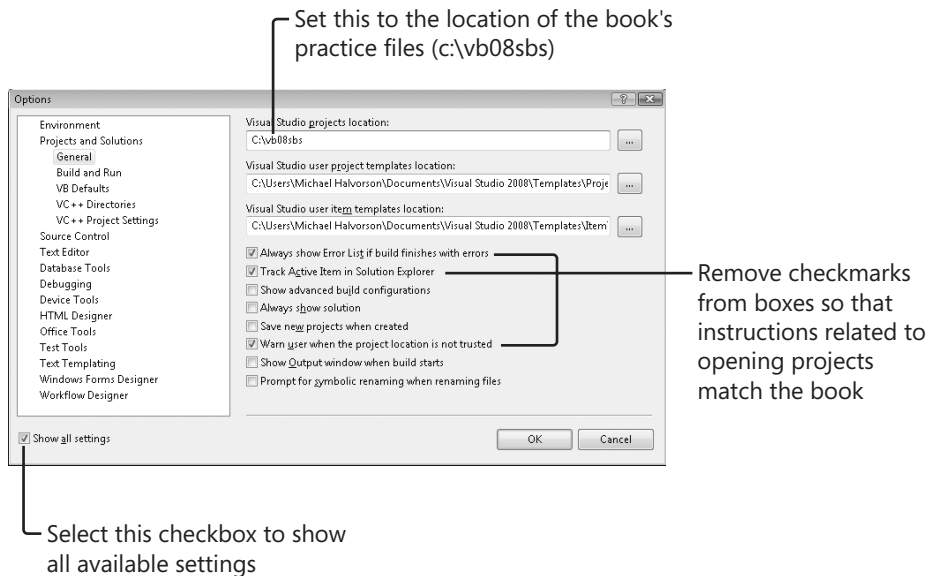 Set this to the location of the book's
practice files (c:\vb08sbs)
Options
Environment
Projects and Solutions
General
Build and Run
VB Defaults
VC++ Directories
VC++ Project Settings
Source Control
Text Editor
Database Tools
Debugging
Device Tools
HTML Designer
Office Tools
Test Tools
Text Templating
Windows Forms Designer
Workflow Designer
Visual Studio projects location:
C:\vb08sbs
...
Visual Studio user project templates location:
C:\Users\Michael Halvorson\Documents\Visual Studio 2008\Templates\Proje
...
Visual Studio user item templates location:
C:\Users\Michael Halvorson\Documents\Visual Studio 2008\Templates\Item
...
Always show Error List if build finishes with errors
Track Active Item in Solution Explorer
Show advanced build configurations
Always show solution
Save new projects when created
Warn user when the project location is not trusted
Show Output window when build starts
Prompt for symbolic renaming when renaming files
Show all settings
OK
Cancel
Remove checkmarks
from boxes so that
instructions related to
opening projects
match the book
Select this checkbox to show
all available settings